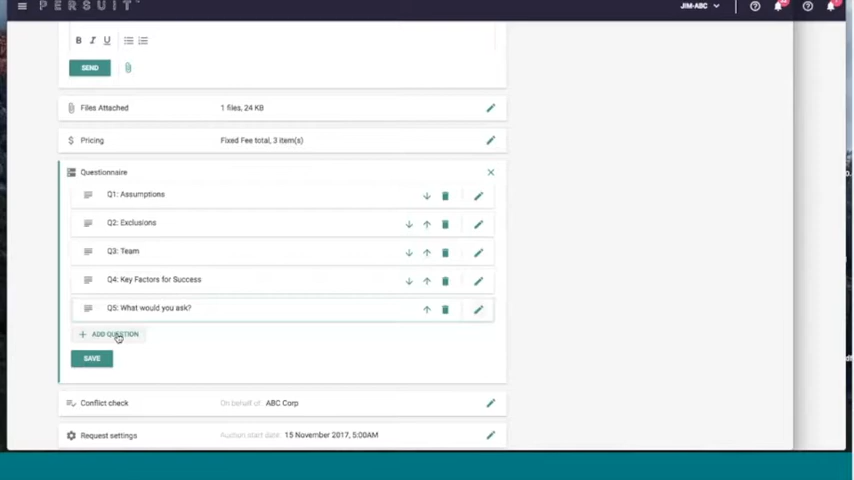 PERSUIT
JIM-ABC
B I U
SEND
Files Attached 1 files, 24 KB
Pricing Fixed Fee total, 3 item(s)
Questionnaire
Q1: Assumptions
Q2: Exclusions
Q3: Team
Q4: Key Factors for Success
Q5: What would you ask?
+ ADD QUESTION
SAVE
Conflict check On behalf of: ABC Corp
Request settings Auction start date: 15 November 2017, 5:00AM